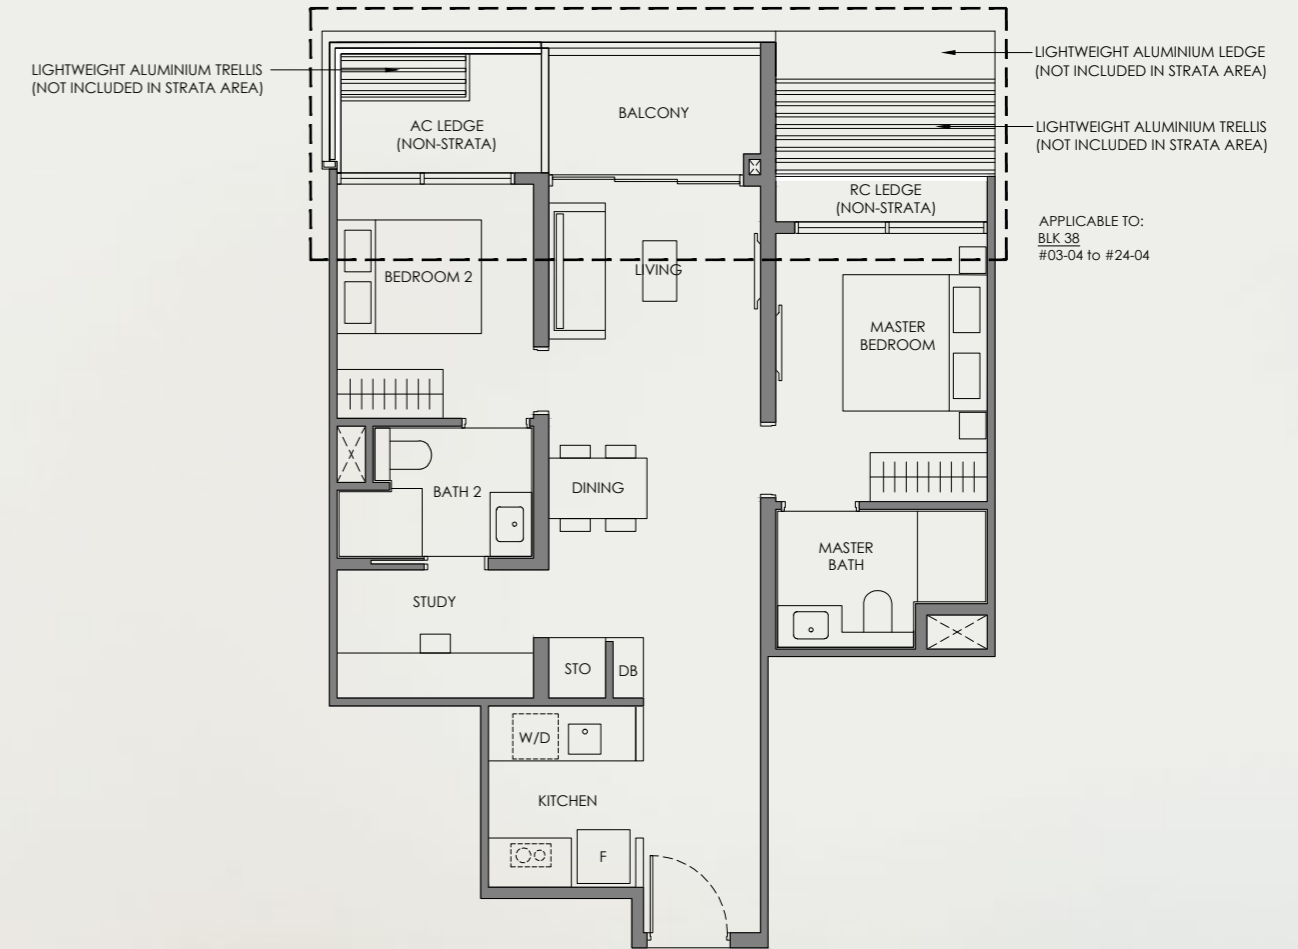 LIGHTWEIGHT ALUMINIUM TRELLIS
(NOT INCLUDED IN STRATA AREA)
LIGHTWEIGHT ALUMINIUM LEDGE
(NOT INCLUDED IN STRATA AREA)
AC LEDGE
(NON-STRATA)
BALCONY
LIGHTWEIGHT ALUMINIUM TRELLIS
(NOT INCLUDED IN STRATA AREA)
RC LEDGE
(NON-STRATA)
APPLICABLE TO:
BLK 38
#03-04 to #24-04
BEDROOM 2
LIVING
MASTER
BEDROOM
BATH 2
DINING
MASTER
BATH
STUDY
STO
DB
W/D
KITCHEN
F